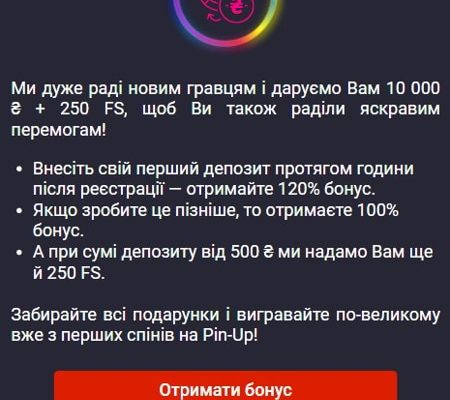 ₴
Ми дуже раді новим гравцям і даруємо Вам 10 000
₴ + 250 FS, щоб Ви також раділи яскравим
перемогам!
• Внесіть свій перший депозит протягом години
після реєстрації — отримайте 120% бонус.
• Якщо зробите це пізніше, то отримаєте 100%
бонус.
• А при сумі депозиту від 500 ₴ ми надамо Вам ще
й 250 FS.
Забирайте всі подарунки і вигравайте по-великому
вже з перших спінів на Pin-Up!
Отримати бонус